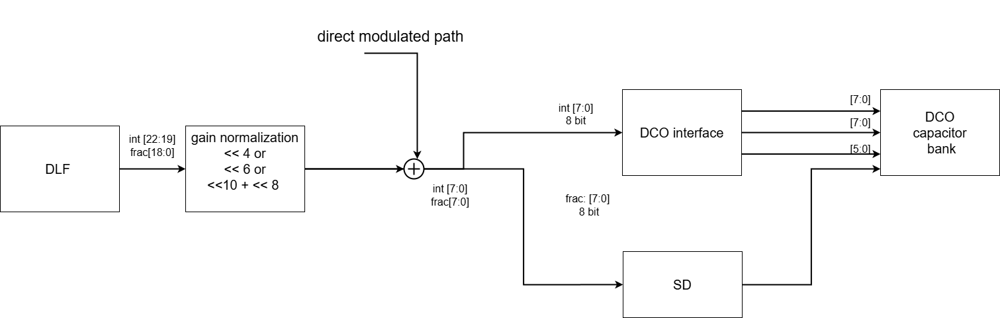 direct modulated path
DLF
int [22:19]
frac[18:0]
gain normalization
<< 4 or
<< 6 or
<<10 + << 8
+
int [7:0]
frac[7:0]
int [7:0]
8 bit
frac: [7:0]
8 bit
DCO interface
SD
[7:0]
[7:0]
[5:0]
DCO
capacitor
bank